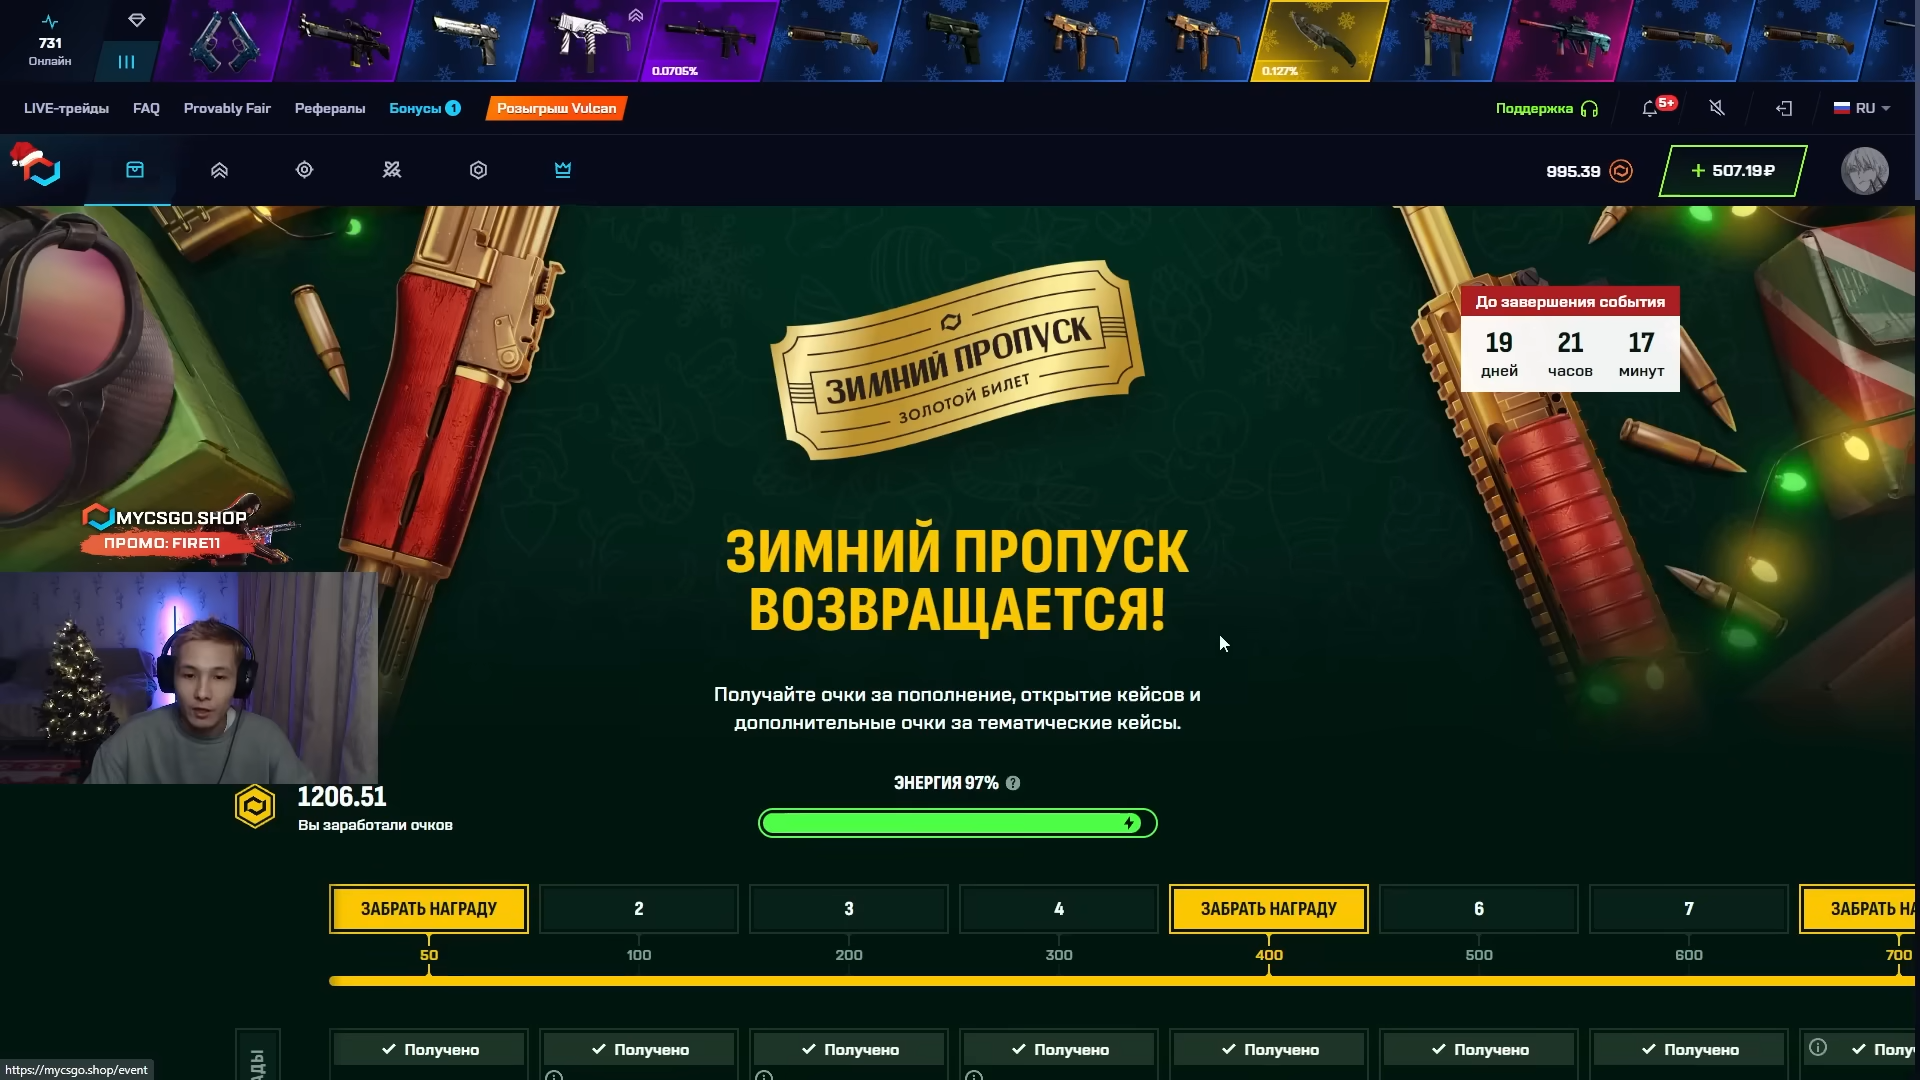 731
Онлайн
0.0705%
0.127%
LIVE-трейды
FAQ
Provably Fair
Рефералы
Бонусы 1
Розыгрыш Vulcan
Поддержка
5+
RU
995.39
+ 507.19₽
ЗИМНИЙ ПРОПУСК
ЗОЛОТОЙ БИЛЕТ
До завершения события
19 21 17
дней часов минут
MYCSGO.SHOP
ПРОМО: FIRE11
ЗИМНИЙ ПРОПУСК
ВОЗВРАЩАЕТСЯ!
Получайте очки за пополнение, открытие кейсов и
дополнительные очки за тематические кейсы.
ЭНЕРГИЯ 97% ?
1206.51
Вы заработали очков
ЗАБРАТЬ НАГРАДУ 2 3 4 ЗАБРАТЬ НАГРАДУ 6 7 ЗАБРАТЬ НА
50 100 200 300 400 500 600 700
Получено Получено Получено Получено Получено Получено Получено Полу
https://mycsgo.shop/event